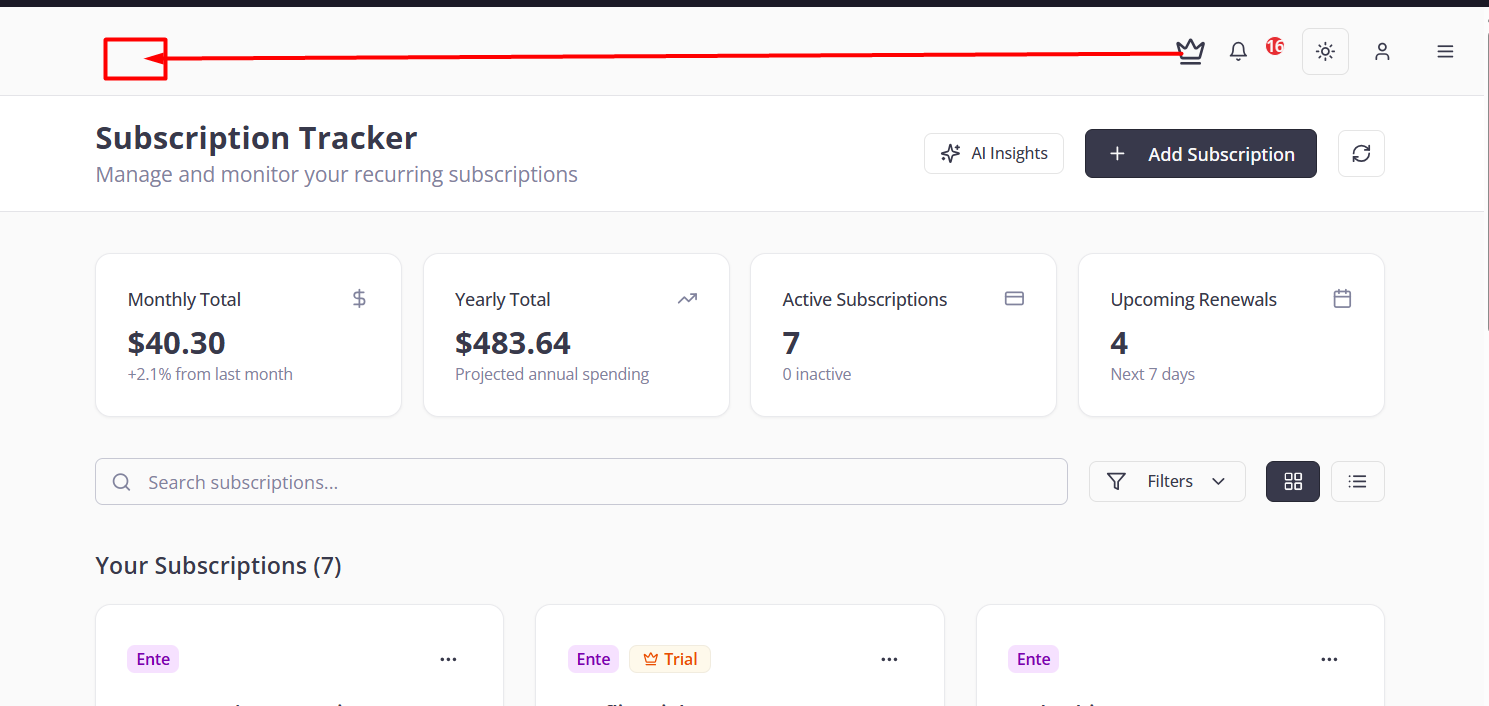 16
Subscription Tracker
Manage and monitor your recurring subscriptions
AI Insights
Add Subscription
Monthly Total
$40.30
+2.1% from last month
Yearly Total
$483.64
Projected annual spending
Active Subscriptions
7
0 inactive
Upcoming Renewals
4
Next 7 days
Search subscriptions...
Filters
Your Subscriptions (7)
Ente
Ente
Trial
Ente